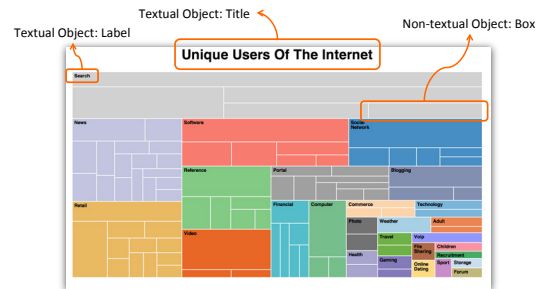 Textual Object: Title
Textual Object: Label
Non-textual Object: Box
Unique Users Of The Internet
Search
News
Software
Social
Network
Reference
Portal
Blogging
Retail
Financial
Computer
Commerce
Technology
Photo
Weather
Adult
Video
Travel
Voip
File
Sharing
Children
Recruitment
Health
Gaming
Online
Dating
Sport
Storage
Forum